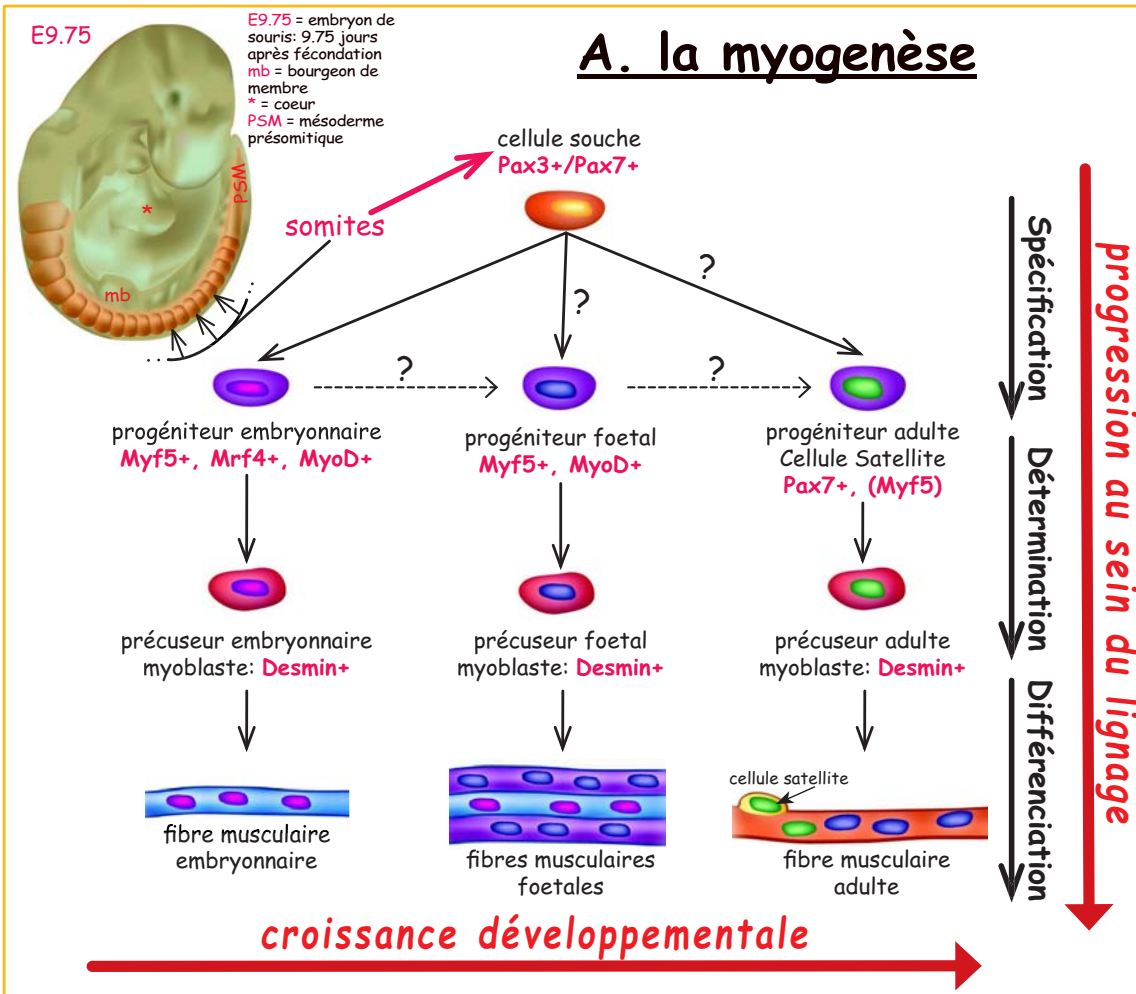 E9.75
E9.75 = embryon de
souris: 9.75 jours
après fécondation
mb = bourgeon de
membre
* = coeur
PSM = mésoderme
présomitique
A. la myogenèse
cellule souche
Pax3+/Pax7+
PSM
*
somites
mb
..
..
?
?
?
?
?
progéniteur embryonnaire
Myf5+, Mrf4+, MyoD+
progéniteur foetal
Myf5+, MyoD+
progéniteur adulte
Cellule Satellite
Pax7+, (Myf5)
précuseur embryonnaire
myoblaste: Desmin+
précuseur foetal
myoblaste: Desmin+
précuseur adulte
myoblaste: Desmin+
cellule satellite
fibre musculaire
embryonnaire
fibres musculaires
foetales
fibre musculaire
adulte
Spécification
Détermination
Différenciation
progression au sein du lignage
croissance développementale